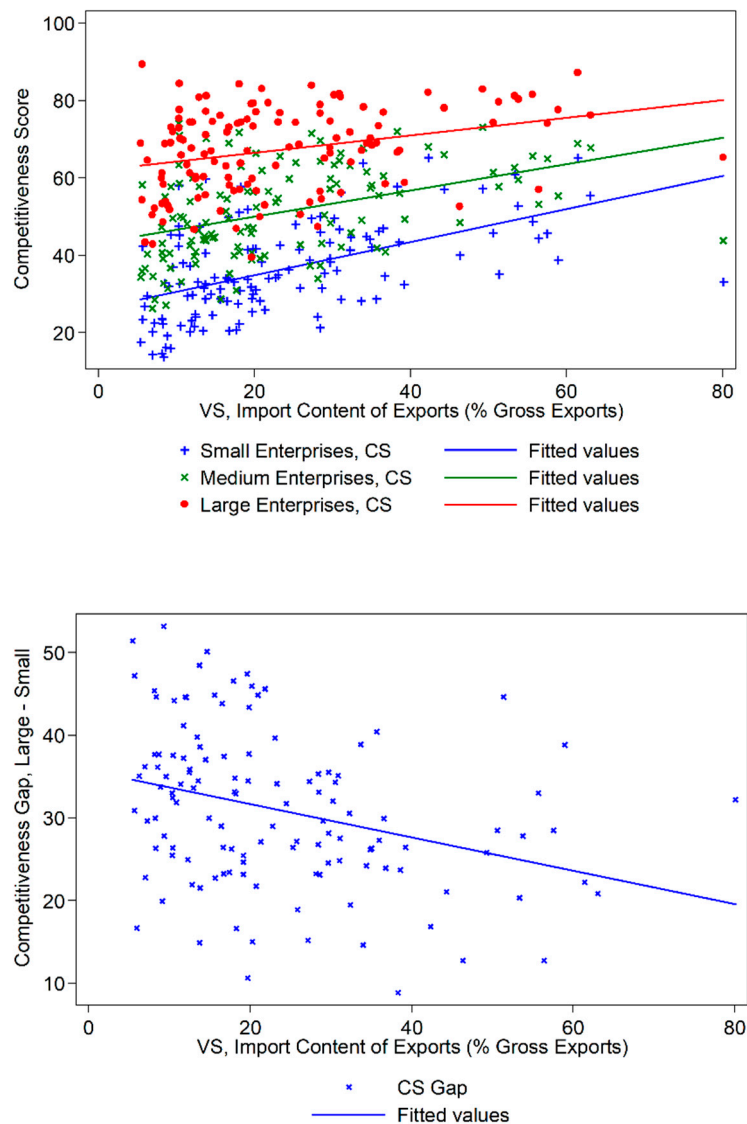 Competitiveness Score
100
80
60
40
20
0 20 40 60 80
VS, Import Content of Exports (% Gross Exports)
Small Enterprises, CS Fitted values
Medium Enterprises, CS Fitted values
Large Enterprises, CS Fitted values
Competitiveness Gap, Large - Small
50
40
30
20
10
0 20 40 60 80
VS, Import Content of Exports (% Gross Exports)
CS Gap
Fitted values